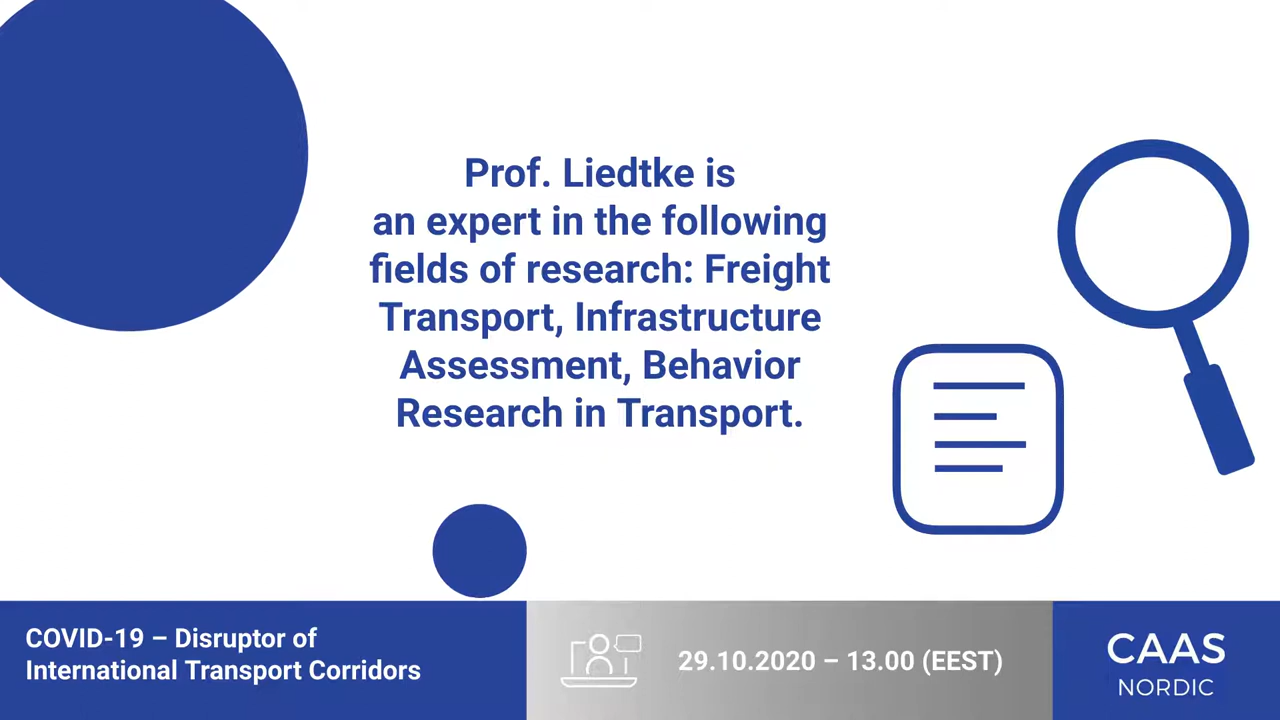 Prof. Liedtke is
an expert in the following
fields of research: Freight
Transport, Infrastructure
Assessment, Behavior
Research in Transport.
COVID-19 – Disruptor of
International Transport Corridors
29.10.2020 – 13.00 (EEST)
CAAS
NORDIC